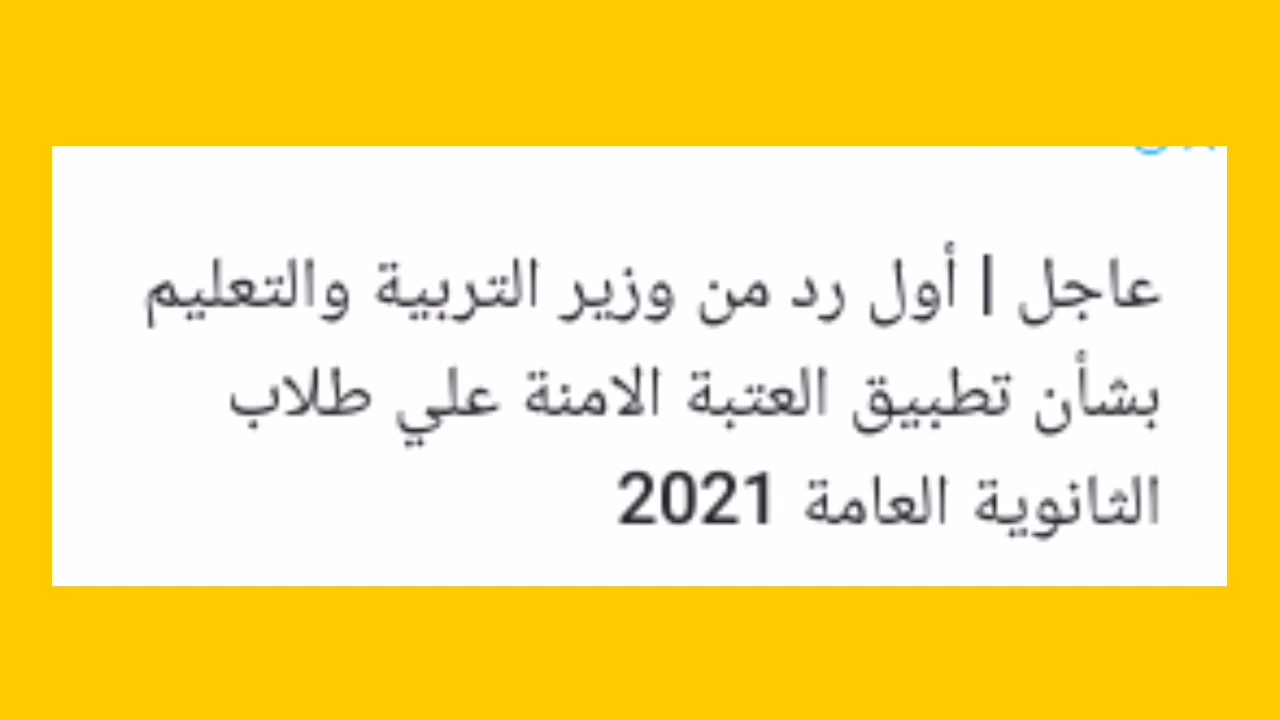 عاجل | أول رد من وزير التربية والتعليم
بشأن تطبيق العتبة الامنة علي طلاب
الثانوية العامة 2021